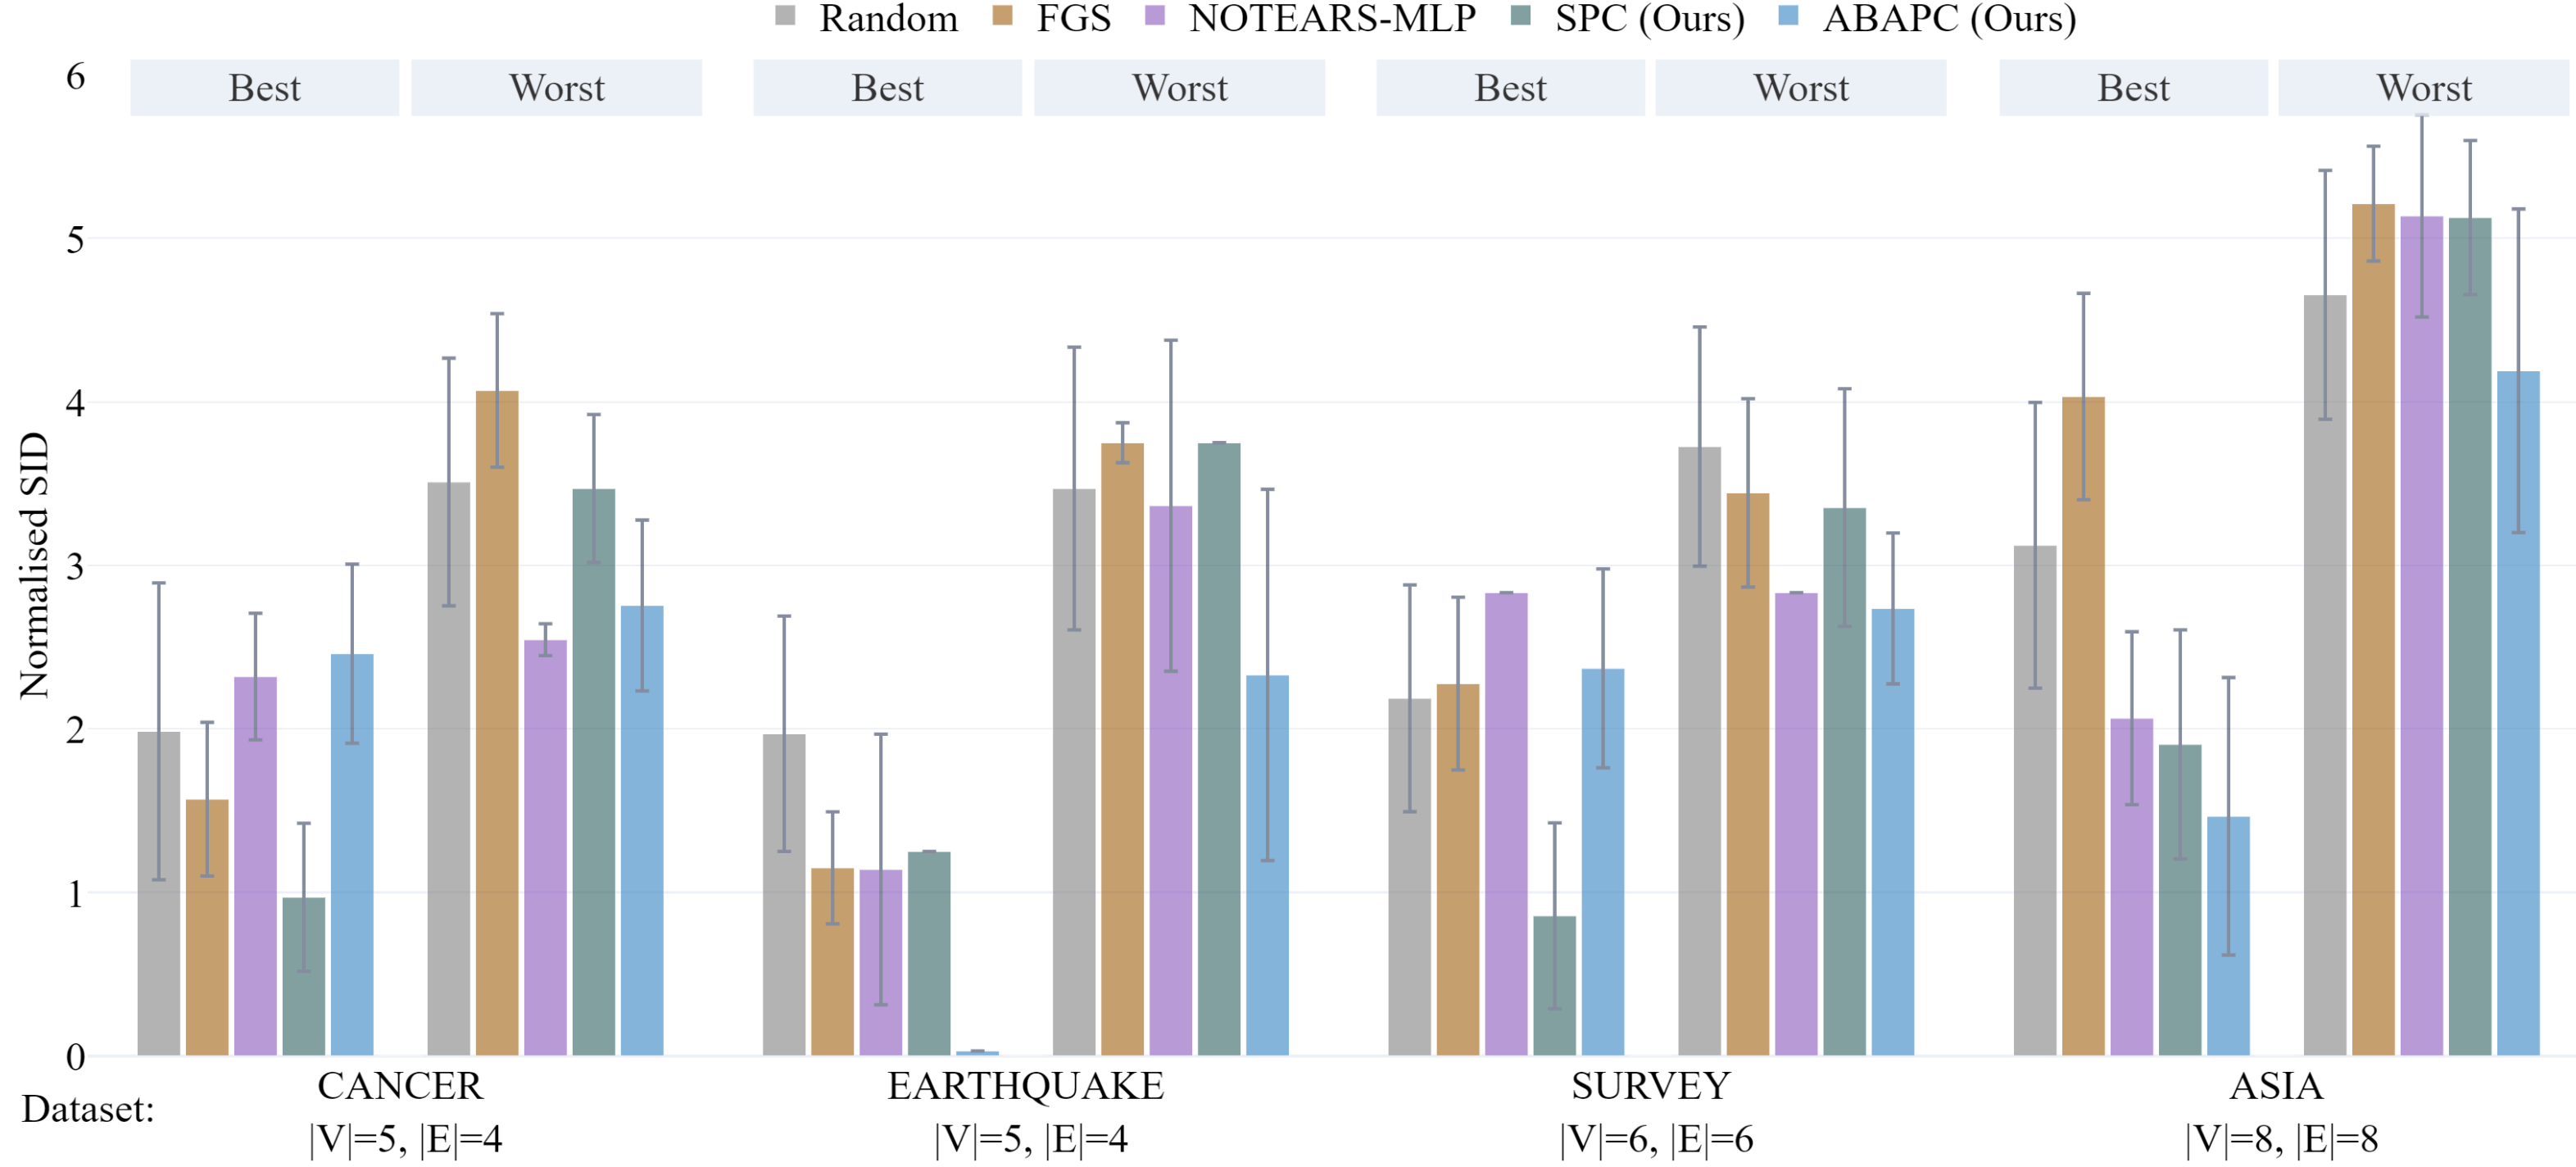 Random FGS NOTEARS-MLP SPC (Ours) ABAPC (Ours)
Best Worst Best Worst Best Worst Best Worst
6
5
4
3
2
1
0
Normalised SID
CANCER EARTHQUAKE SURVEY ASIA
Dataset:
|V|=5, |E|=4 |V|=5, |E|=4 |V|=6, |E|=6 |V|=8, |E|=8